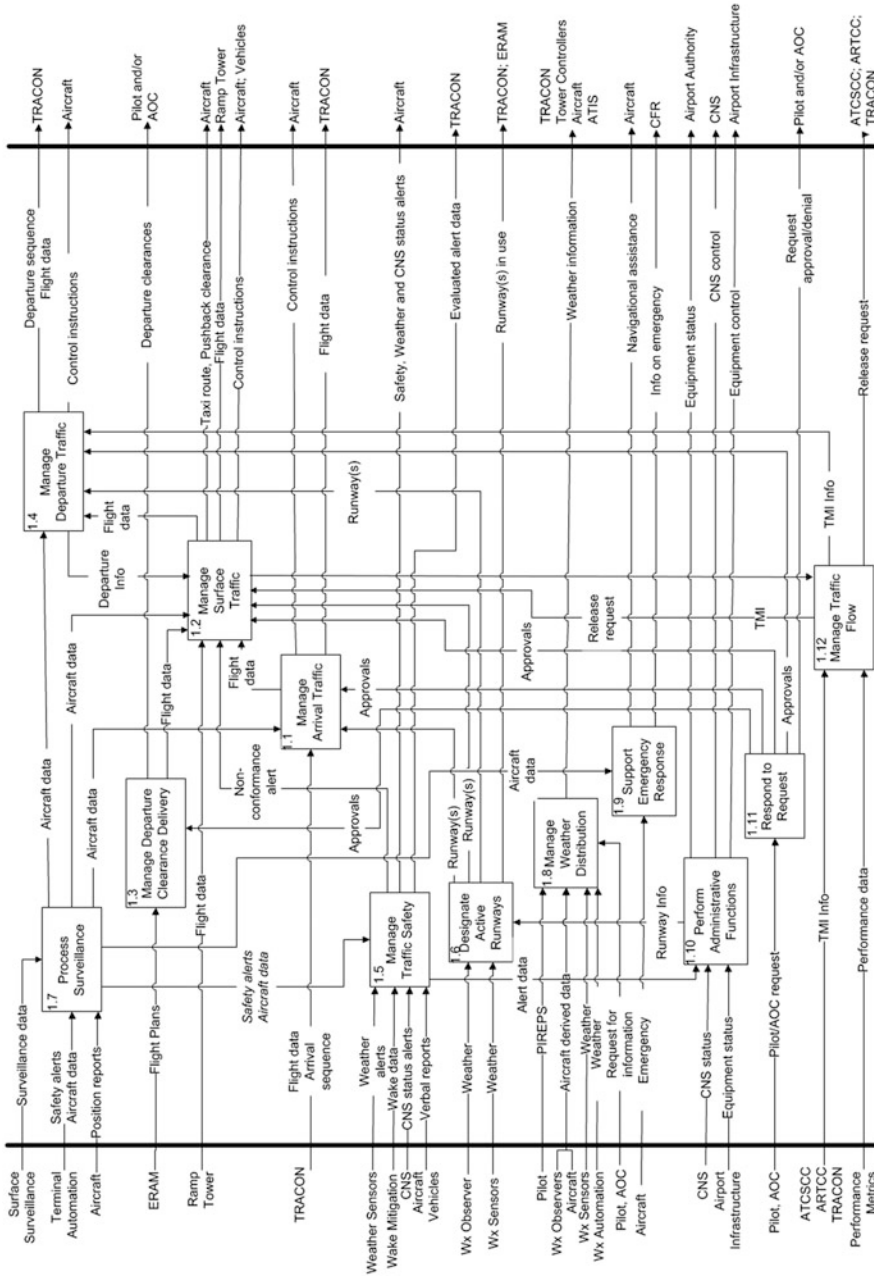 Surface
Surveillance
Terminal
Automation
Aircraft
ERAM
Ramp
Tower
TRACON
Weather Sensors
Wake Mitigation
CNS
Aircraft
Vehicles
Wx Observer
Wx Sensors
Pilot
Wx Observers
Aircraft
Wx Sensors
Wx Automation
Pilot, AOC
Aircraft
CNS
Airport
Infrastructure
Pilot, AOC
ATCSCC
ARTCC
TRACON
Performance
Metrics
Surveillance data
Safety alerts
Aircraft data
Position reports
Flight Plans
Flight data
Flight data
Arrival
sequence
Weather
alerts
Wake data
CNS status alerts
Verbal reports
Weather
Weather
PIREPS
Aircraft derived data
Weather
Weather
Request for
information
Emergency
CNS status
Equipment status
Pilot/AOC request
TMI Info
Performance data
1.7
Process
Surveillance
1.3
Manage Departure
Clearance Delivery
1.5
Manage
Traffic Safety
1.6
Designate
Active
Runways
1.8
Manage
Weather
Distribution
1.9
Support
Emergency
Response
1.10
Perform
Administrative
Functions
1.11
Respond to
Request
1.12
Manage Traffic
Flow
1.1
Manage
Arrival Traffic
1.2
Manage
Surface
Traffic
1.4
Manage
Departure Traffic
Safety alerts
Aircraft data
Alert data
Runway Info
Aircraft data
Aircraft data
Aircraft data
Flight data
Non-
conformance
alert
Approvals
Runway(s)
Runway(s)
Aircraft data
Flight
data
Approvals
Approvals
Release
request
TMI
Approvals
TMI Info
Departure
Info
Flight
data
Runway(s)
Departure sequence
Flight data
Control instructions
Departure clearances
Taxi route, Pushback clearance
Flight data
Control instructions
Control instructions
Flight data
Safety, Weather and CNS status alerts
Evaluated alert data
Runway(s) in use
Weather information
Navigational assistance
Info on emergency
Equipment status
CNS control
Equipment control
Request
approval/denial
Release request
TRACON
Aircraft
Pilot and/or
AOC
Aircraft
Ramp Tower
Aircraft; Vehicles
Aircraft
TRACON
Aircraft
TRACON
TRACON; ERAM
TRACON
Tower Controllers
Aircraft
ATIS
Aircraft
CFR
Airport Authority
CNS
Airport Infrastructure
Pilot and/or AOC
ATCSCC; ARTCC;
TRACON